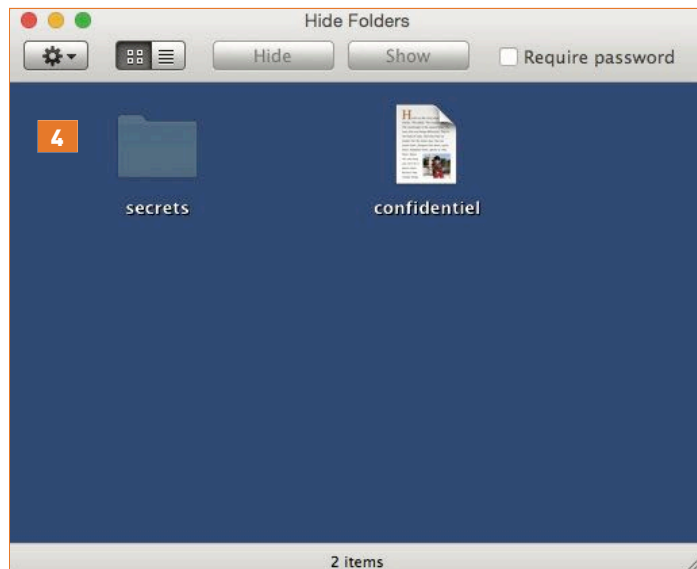 Hide Folders
Hide Show Require password
4
secrets confidentiel
2 items